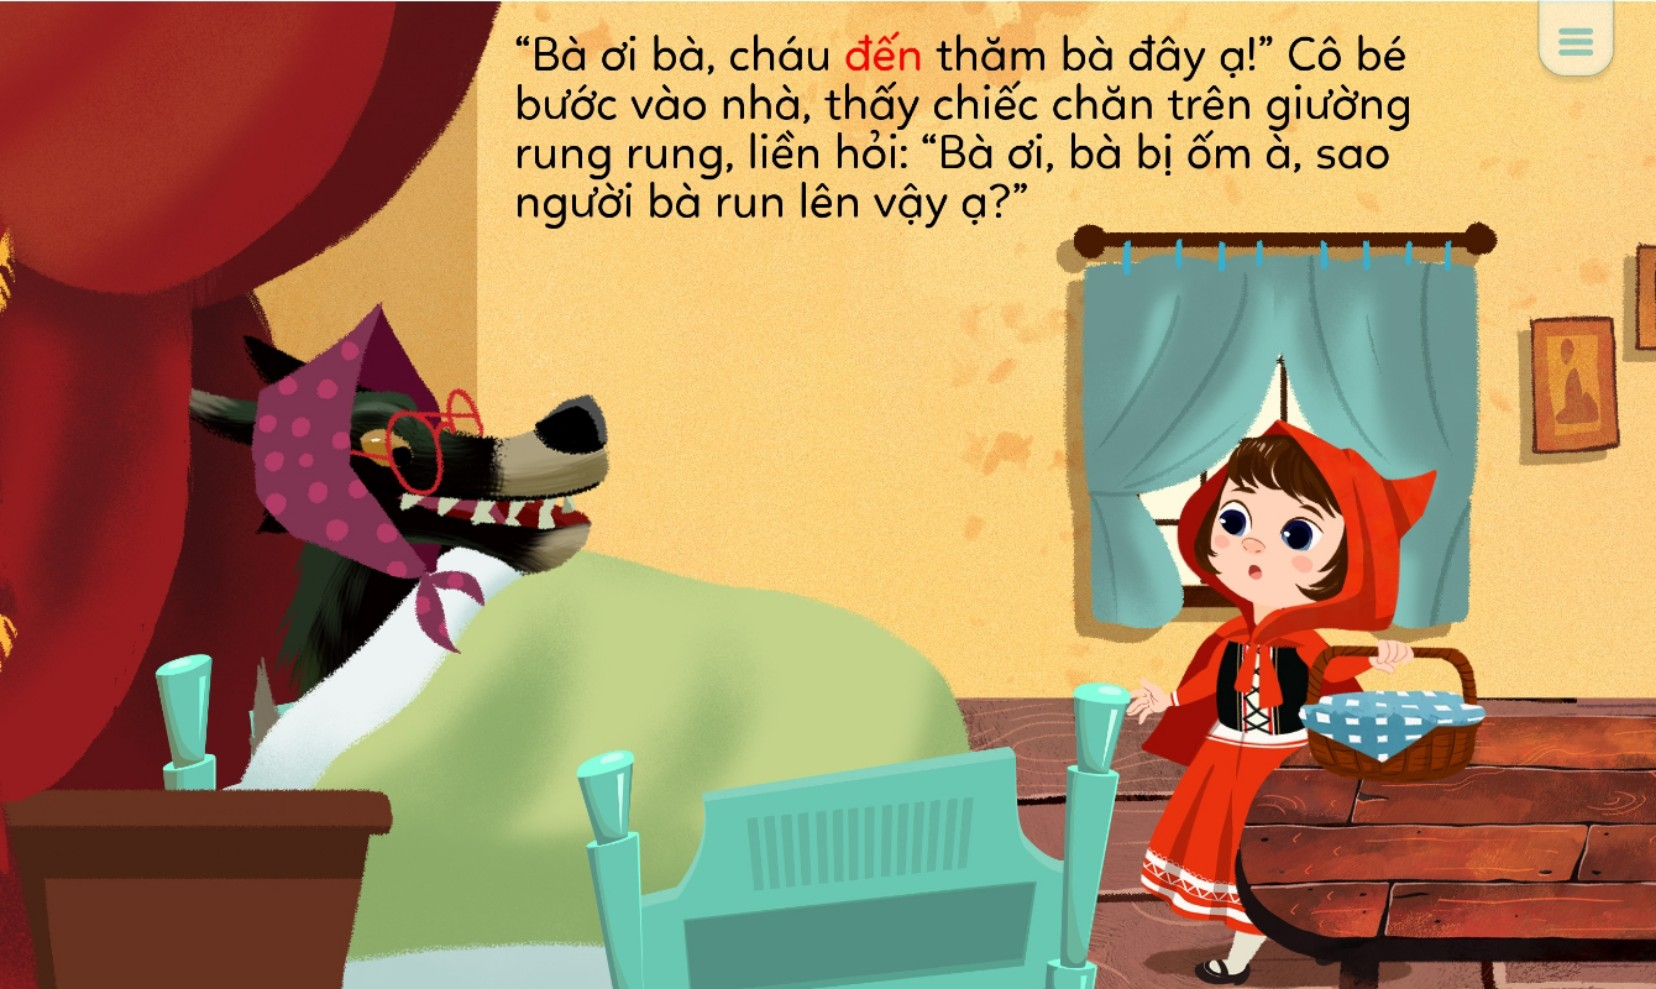 “Bà ơi bà, cháu đến thăm bà đây ạ!” Cô bé
bước vào nhà, thấy chiếc chăn trên giường
rung rung, liền hỏi: “Bà ơi, bà bị ốm à, sao
người bà run lên vậy ạ?”